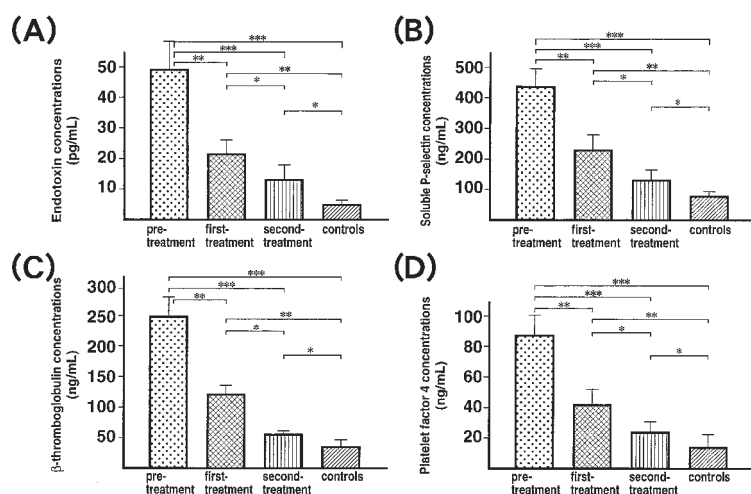 (A)
Endotoxin concentrations
(pg/mL)
50
40
30
20
10
***
***
**
**
*
*
pre-
treatment
first-
treatment
second-
treatment
controls
(B)
Soluble P-selectin concentrations
(ng/mL)
500
400
300
200
100
***
***
**
**
*
*
pre-
treatment
first-
treatment
second-
treatment
controls
(C)
β-thromboglobulin concentrations
(ng/mL)
300
250
200
150
100
50
***
***
**
**
*
*
pre-
treatment
first-
treatment
second-
treatment
controls
(D)
Platelet factor 4 concentrations
(ng/mL)
100
80
60
40
20
***
***
**
**
*
*
pre-
treatment
first-
treatment
second-
treatment
controls